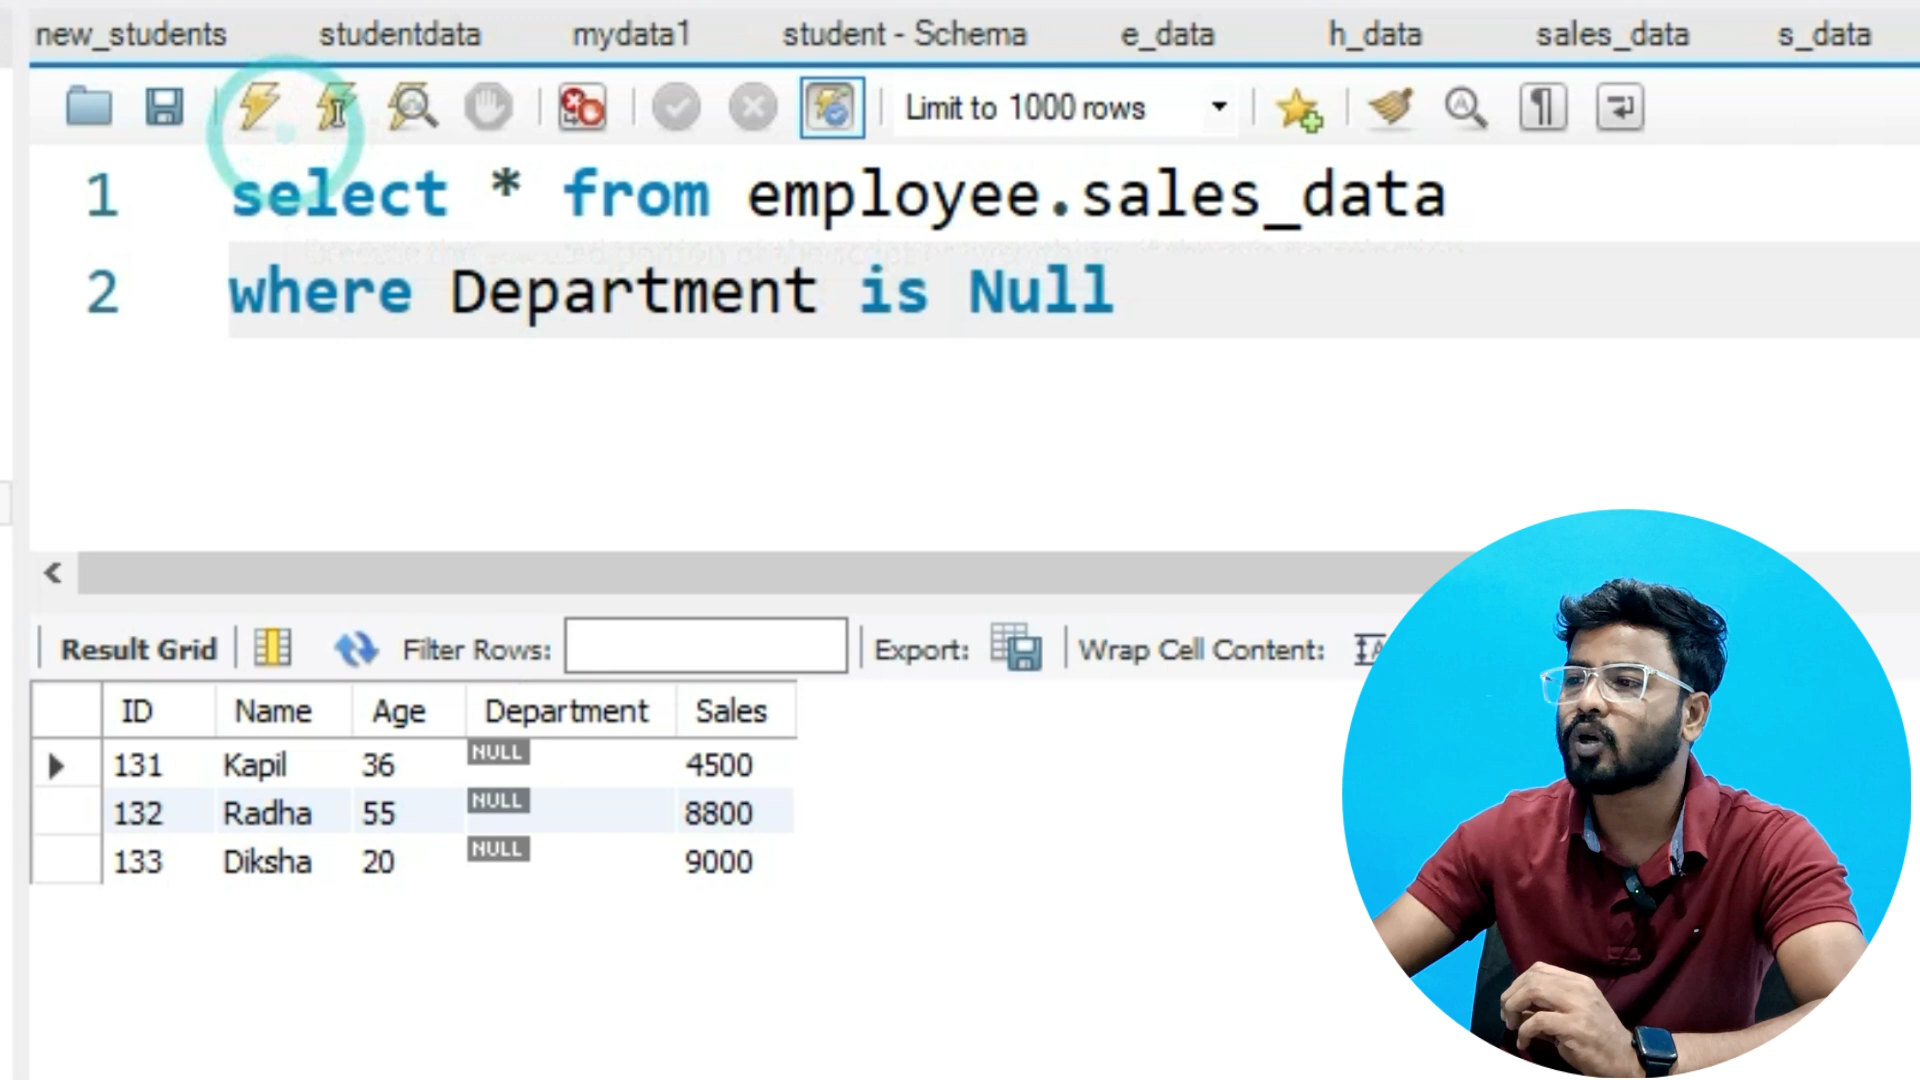 new_students studentdata mydata1 student - Schema e_data h_data sales_data s_data
Limit to 1000 rows
1 select * from employee.sales_data
2 where Department is Null
Result Grid Filter Rows: Export: Wrap Cell Content:
ID Name Age Department Sales
131 Kapil 36 NULL 4500
132 Radha 55 NULL 8800
133 Diksha 20 NULL 9000